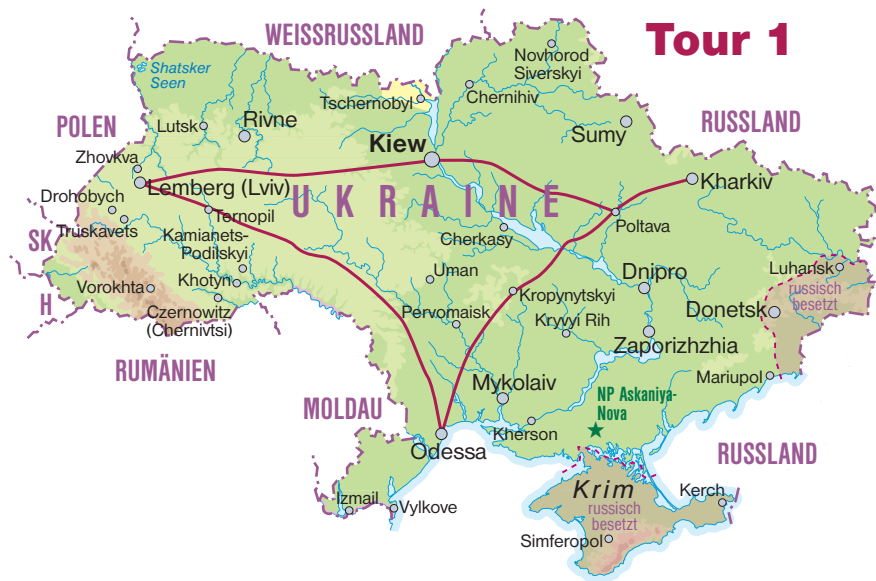 WEISSRUSSLAND
Tour 1
Novhorod
Siverskyi
Shatsker
Seen
Tschernobyl
Chernihiv
POLEN
Lutsk
Rivne
Sumy
RUSSLAND
Kiew
Zhovkva
Lemberg (Lviv)
Kharkiv
UKRAINE
Drohobych
Ternopil
Poltava
Truskavets
SK
Kamianets-
Podilskyi
Cherkasy
Khotyn
Uman
Dnipro
Luhansk
russisch
besetzt
Vorokhta
H
Czernowitz
(Chernivtsi)
Kropynytskyi
Pervomaisk
Kryvyi Rih
Donetsk
Zaporizhzhia
RUMÄNIEN
Mykolaiv
Mariupol
NP Askaniya-
Nova
MOLDAU
Kherson
Odessa
RUSSLAND
Krim
russisch
besetzt
Kerch
Izmail
Vylkove
Simferopol